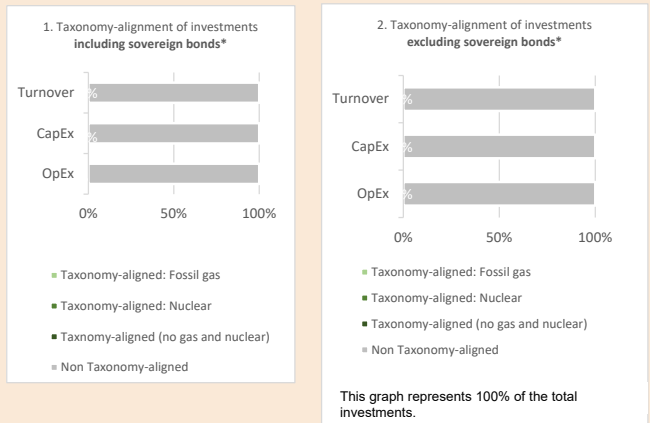 1. Taxonomy-alignment of investments
including sovereign bonds*
Turnover
%
CapEx
%
OpEx
0% 50% 100%
Taxonomy-aligned: Fossil gas
Taxonomy-aligned: Nuclear
Taxnomy-aligned (no gas and nuclear)
Non Taxonomy-aligned
2. Taxonomy-alignment of investments
excluding sovereign bonds*
Turnover
%
CapEx
%
OpEx
%
0% 50% 100%
Taxonomy-aligned: Fossil gas
Taxonomy-aligned: Nuclear
Taxonomy-aligned (no gas and nuclear)
Non Taxonomy-aligned
This graph represents 100% of the total
investments.